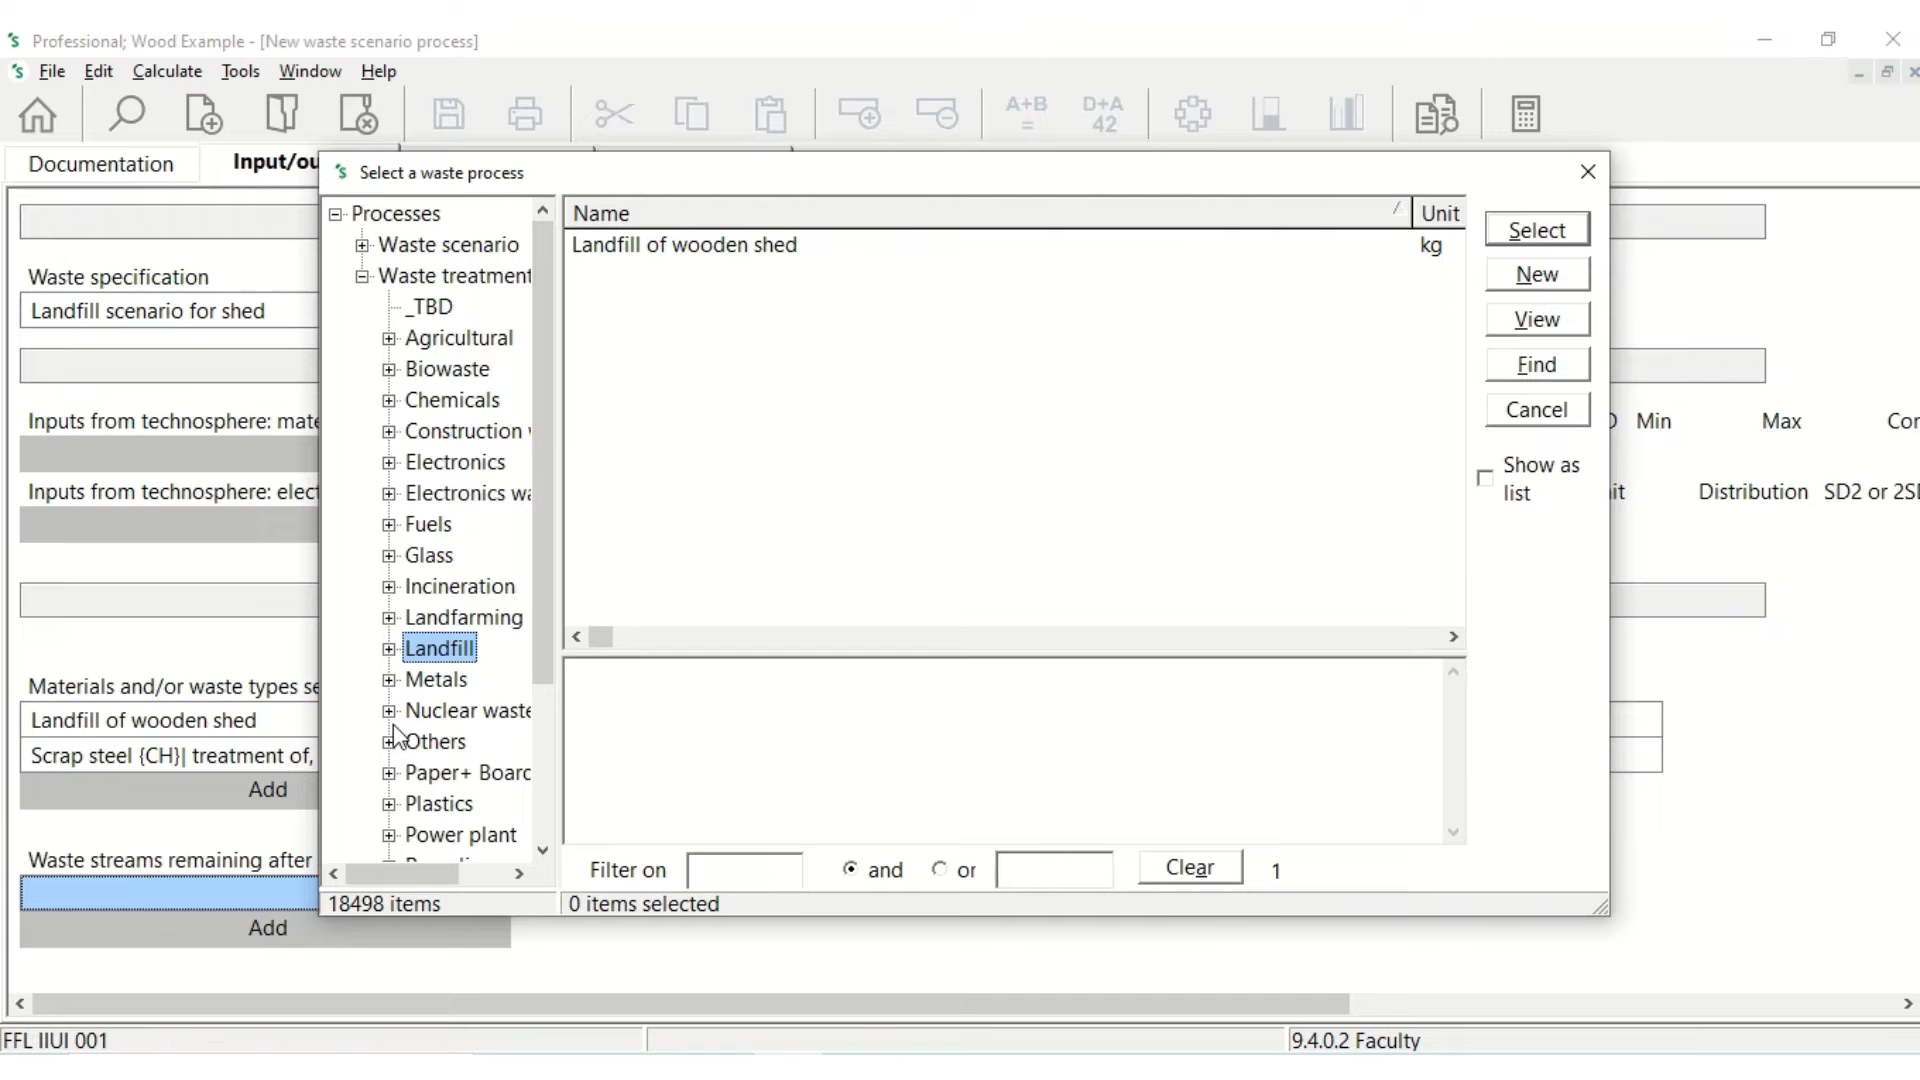 Professional; Wood Example - [New waste scenario process]
File Edit Calculate Tools Window Help
A+B
=
D+A
42
Documentation
Input/ou
Select a waste process
Processes
Waste scenario
Waste treatment
_TBD
Agricultural
Biowaste
Chemicals
Construction
Electronics
Electronics wa
Fuels
Glass
Incineration
Landfarming
Landfill
Metals
Nuclear waste
Others
Paper+ Board
Plastics
Power plant
18498 items
Name Unit
Landfill of wooden shed kg
Select
New
View
Find
Cancel
Show as
list
Filter on and or Clear 1
0 items selected
Waste specification
Landfill scenario for shed
Inputs from technosphere: mate
Min Max Cor
Inputs from technosphere: elect
it Distribution SD2 or 2SD
Materials and/or waste types se
Landfill of wooden shed
Scrap steel {CH}| treatment of,
Add
Waste streams remaining after
Add
FFL IIUI 001
9.4.0.2 Faculty